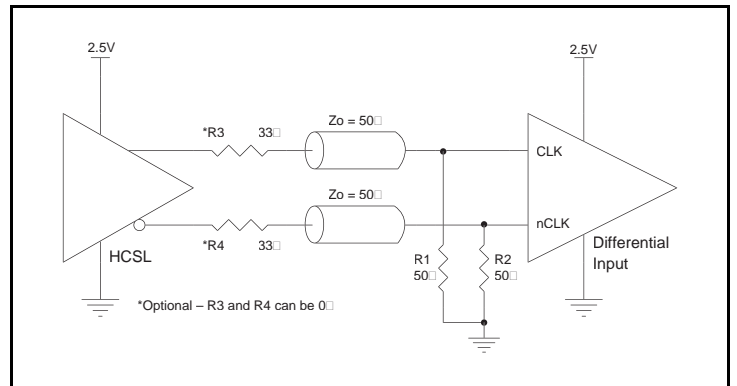 2.5V
2.5V
*R3 33□
Zo = 50□
CLK
Zo = 50□
nCLK
*R4 33□
HCSL
R1
50□
R2
50□
Differential
Input
*Optional – R3 and R4 can be 0□